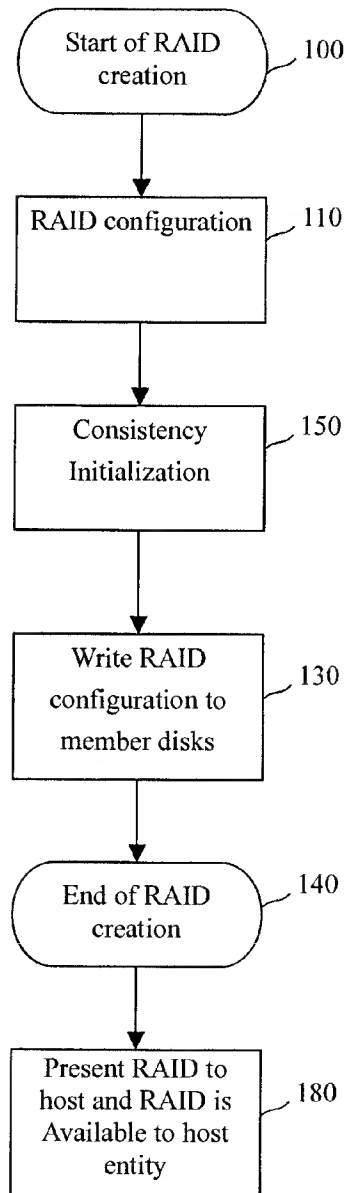 Start of RAID
creation
100
RAID configuration
110
Consistency
Initialization
150
Write RAID
configuration to
member disks
130
End of RAID
creation
140
Present RAID to
host and RAID is
Available to host
entity
180